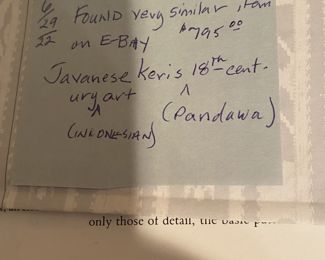 6
29
22
FOUND very similar item
on E-BAY $795.00
Javanese Keris 18th cent-
ury art ^ ^
(INDONESIAN) (Pandawa)
only those of detail, the basic